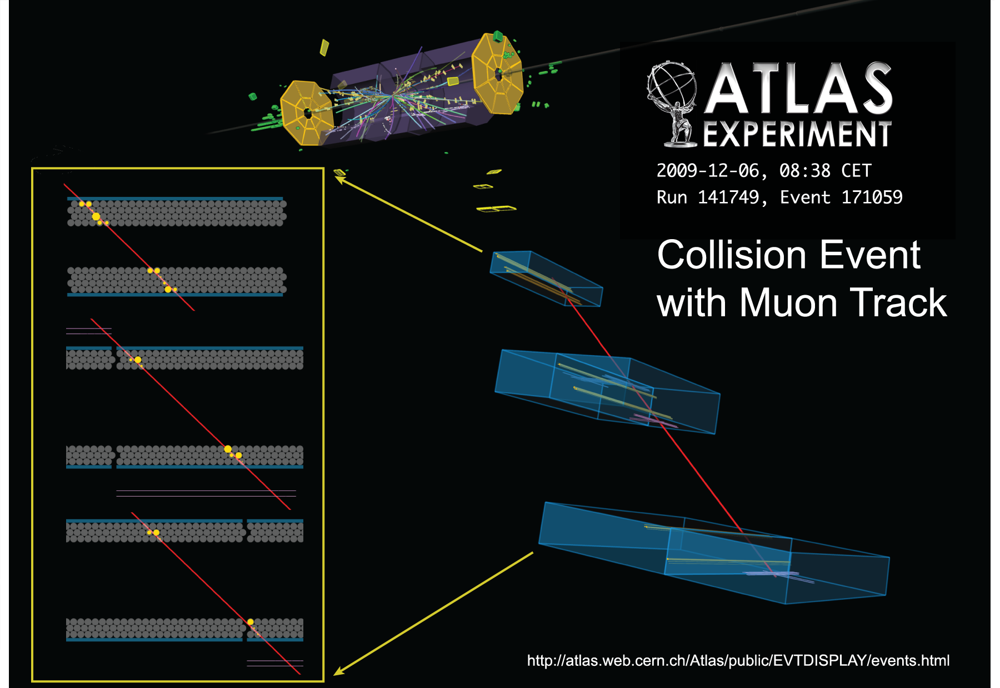 ATLAS
EXPERIMENT
2009-12-06, 08:38 CET
Run 141749, Event 171059
Collision Event
with Muon Track
http://atlas.web.cern.ch/Atlas/public/EVTDISPLAY/events.html